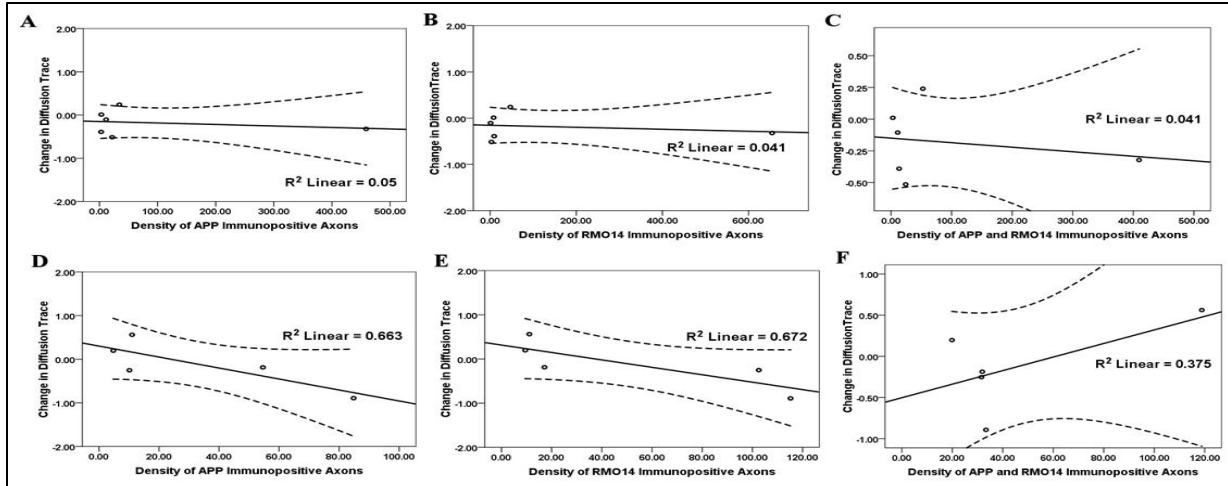 A
Change in Diffusion Trace
2.00
1.00
0.00
-1.00
-2.00
R² Linear = 0.05
0.00 100.00 200.00 300.00 400.00 500.00
Density of APP Immunopositive Axons
B
Change in Diffusion Trace
2.00
1.00
0.00
-1.00
-2.00
R² Linear = 0.041
0.00 200.00 400.00 600.00
Denisty of RMO14 Immunopositive Axons
C
Change in DiffusionTrace
0.50
0.25
0.00
-0.25
-0.50
R² Linear = 0.041
0.00 100.00 200.00 300.00 400.00 500.00
Density of APP and RMO14 Immunopositive Axons
D
Change in Diffusion Trace
2.00
1.00
0.00
-1.00
-2.00
R² Linear = 0.663
0.00 20.00 40.00 60.00 80.00 100.00
Density of APP Immunopositive Axons
E
Change in Diffusion Trace
2.00
1.00
0.00
-1.00
-2.00
R² Linear = 0.672
0.00 20.00 40.00 60.00 80.00 100.00 120.00
Density of RMO14 Immunopositive Axons
F
Change in DiffusionTrace
1.00
0.50
0.00
-0.50
-1.00
R² Linear = 0.375
0.00 20.00 40.00 60.00 80.00 100.00 120.00
Density of APP and RMO14 Immunopositive Axons